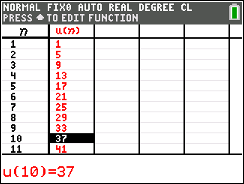 NORMAL FIX0 AUTO REAL DEGREE CL
PRESS ◆ TO EDIT FUNCTION
n u(n)
1 1
2 5
3 9
4 13
5 17
6 21
7 25
8 29
9 33
10 37
11 41
u(10)=37